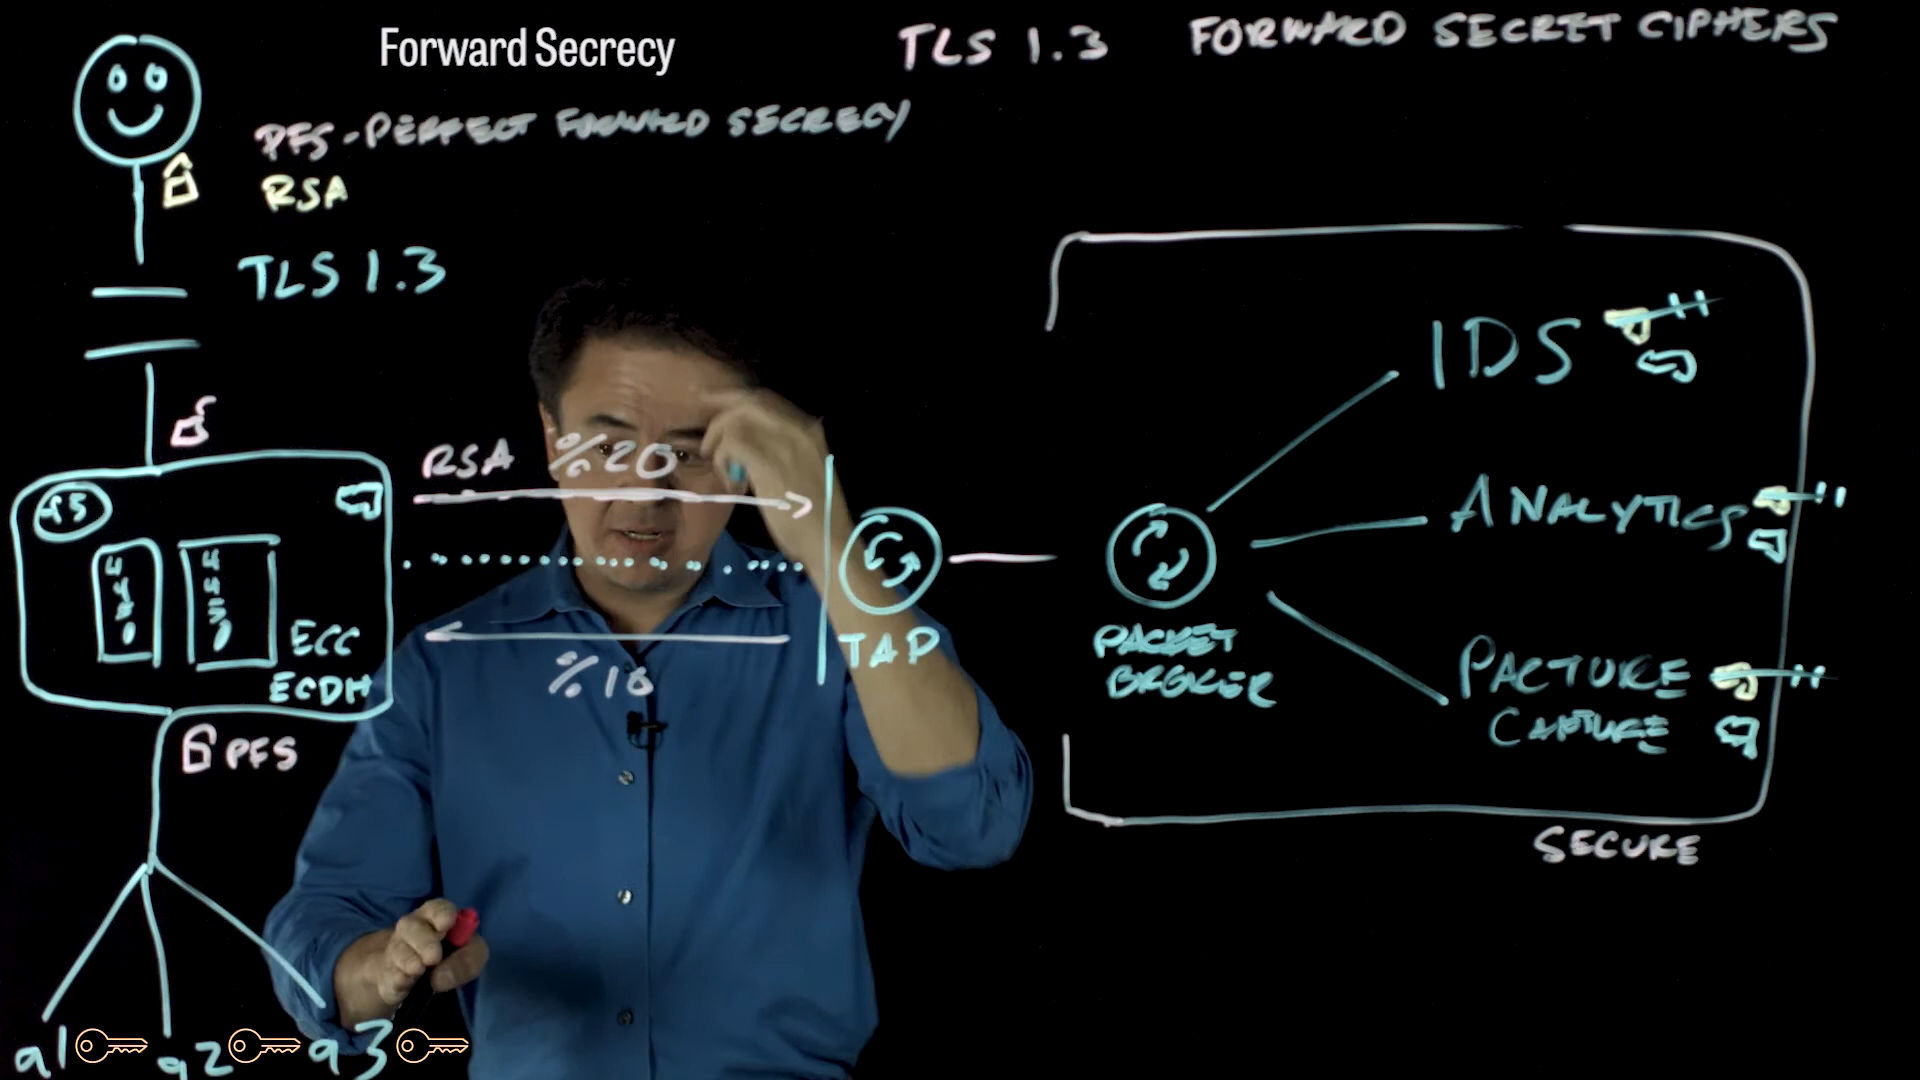 Forward Secrecy
TLS 1.3 FORWARD SECRET CIPHERS
PFS - PERFECT FORWARD SECRECY
RSA
TLS 1.3
IDS
RSA %20
f5
ANALYTICS
ECC
ECDH
TAP
PACKET
BROKER
%10
PACTURE
CAPTURE
PFS
SECURE
a1 a2 a3